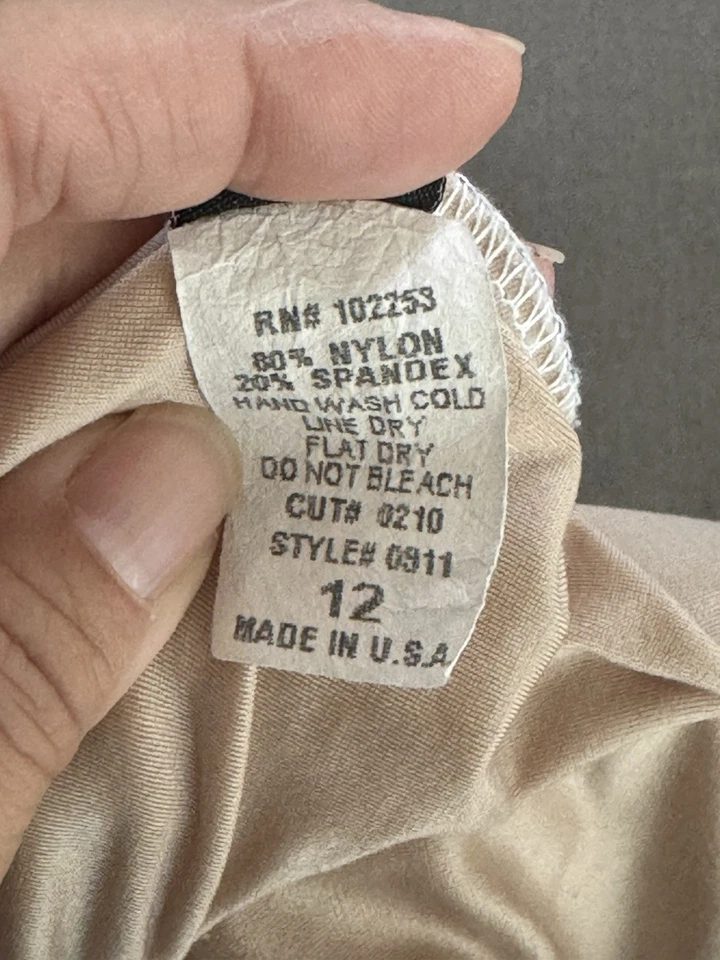 RN# 102253
80% NYLON
20% SPANDEX
HAND WASH COLD
LINE DRY
FLAT DRY
DO NOT BLEACH
CUT# 0210
STYLE# 0911
12
MADE IN U.S.A